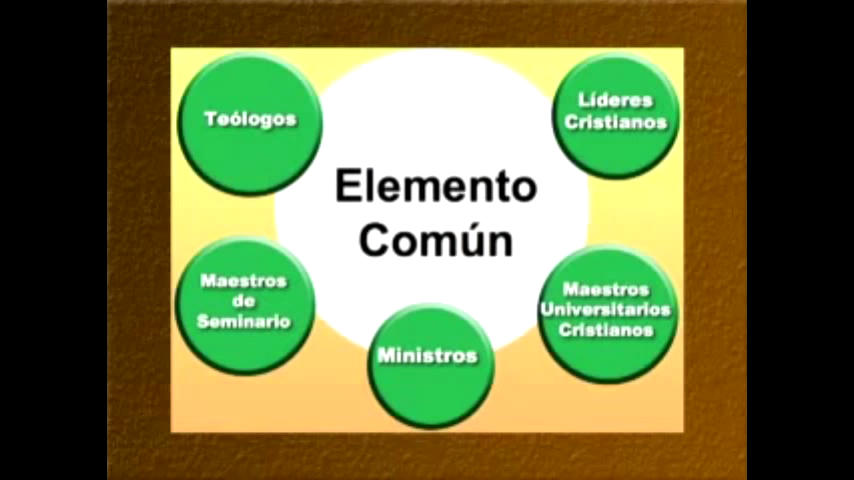 Teólogos
Líderes
Cristianos
Elemento
Común
Maestros
de
Seminario
Maestros
Universitarios
Cristianos
Ministros